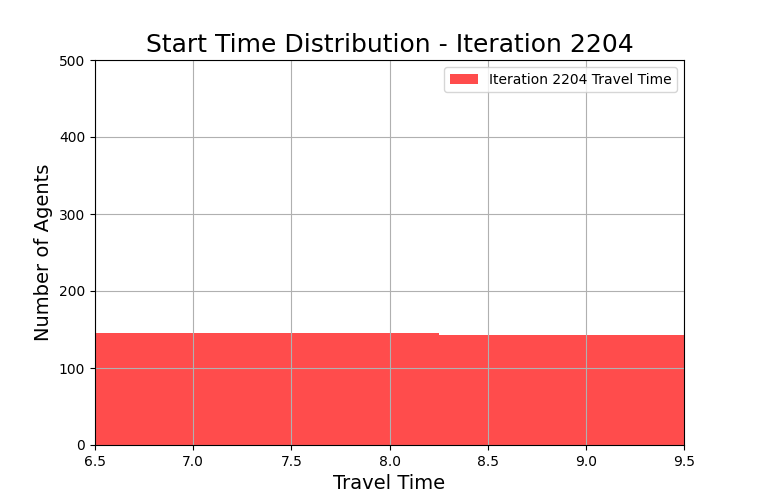 Start Time Distribution - Iteration 2204
500
Iteration 2204 Travel Time
400
300
200
100
0
Number of Agents
6.5 7.0 7.5 8.0 8.5 9.0 9.5
Travel Time